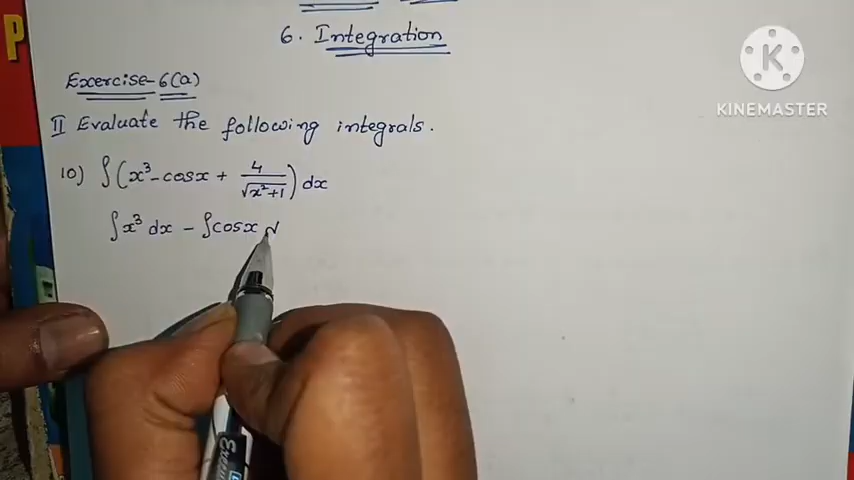 6. Integration
Exercise-6(a)
II Evaluate the following integrals.
10) ∫(x³-cosx + 4/√(x²+1)) dx
∫x³ dx - ∫cosx
K
KINEMASTER
P